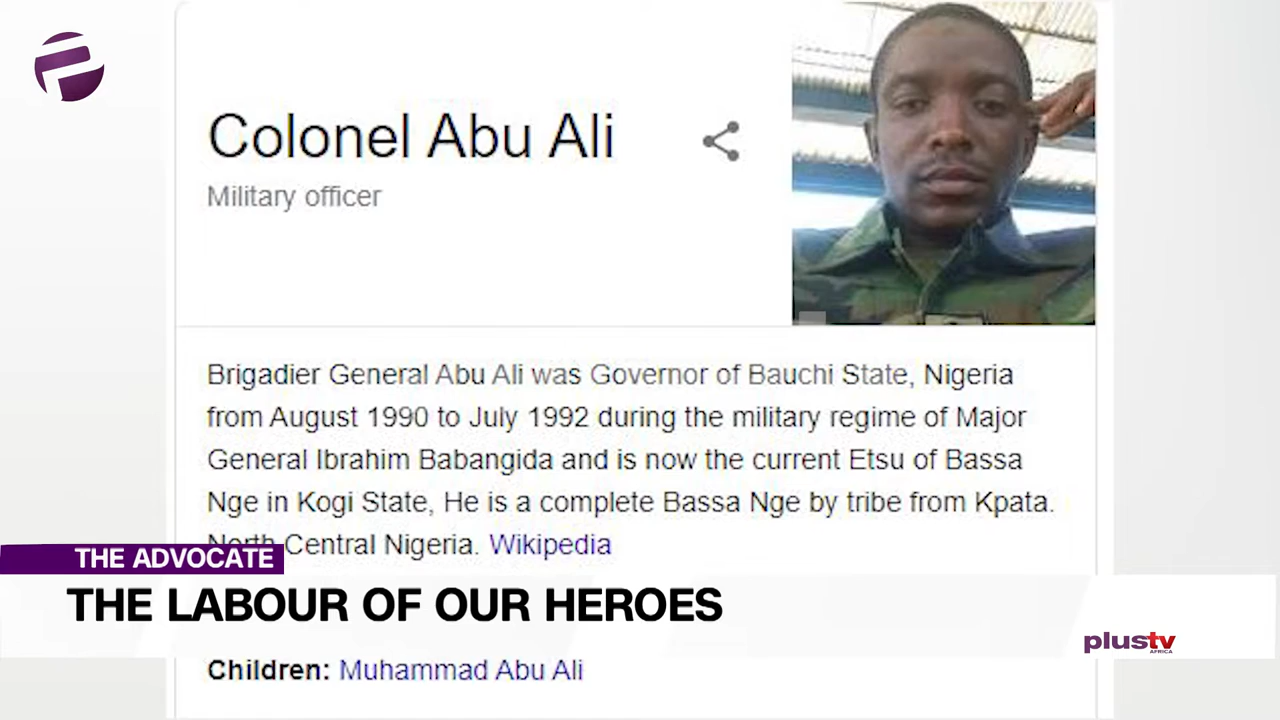 Colonel Abu Ali
Military officer
Brigadier General Abu Ali was Governor of Bauchi State, Nigeria
from August 1990 to July 1992 during the military regime of Major
General Ibrahim Babangida and is now the current Etsu of Bassa
Nge in Kogi State, He is a complete Bassa Nge by tribe from Kpata.
North Central Nigeria. Wikipedia
THE ADVOCATE
THE LABOUR OF OUR HEROES
plustv
AFRICA
Children: Muhammad Abu Ali